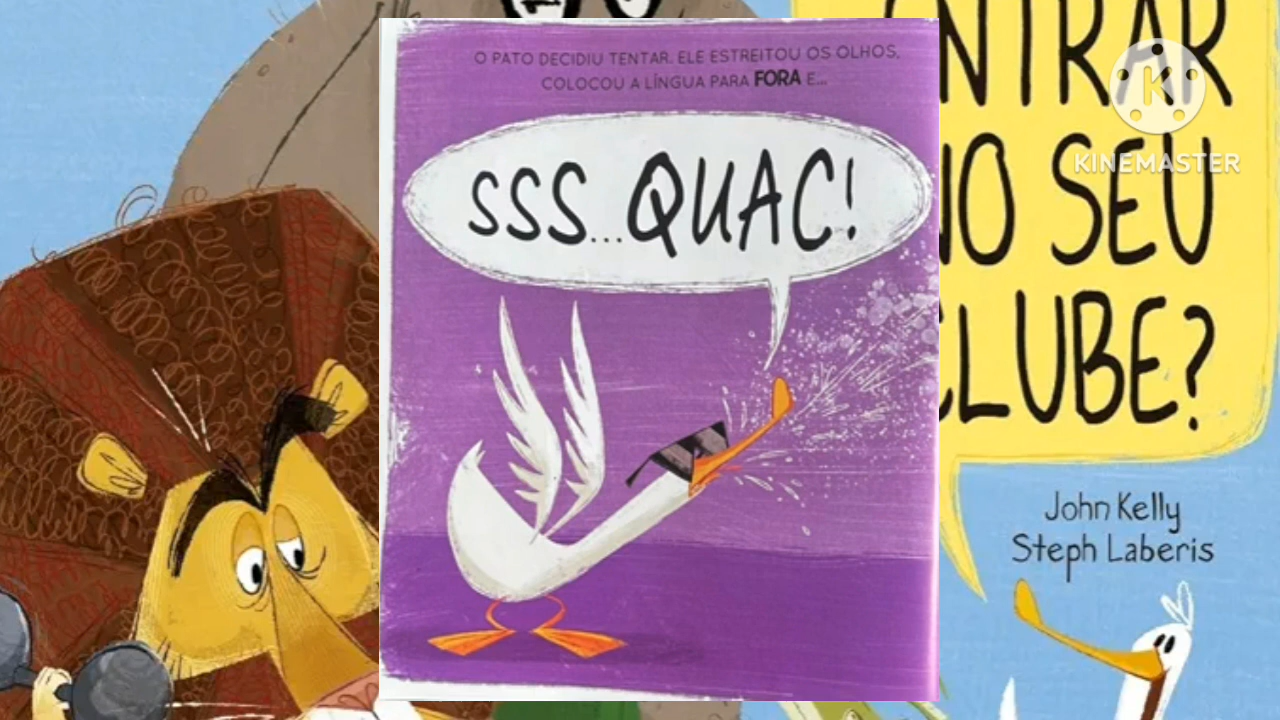 O PATO DECIDIU TENTAR. ELE ESTREITOU OS OLHOS,
COLOCOU A LÍNGUA PARA FORA E...
SSS...QUAC!
NTRAR
NO SEU
CLUBE?
John Kelly
Steph Laberis
K
KINEMASTER